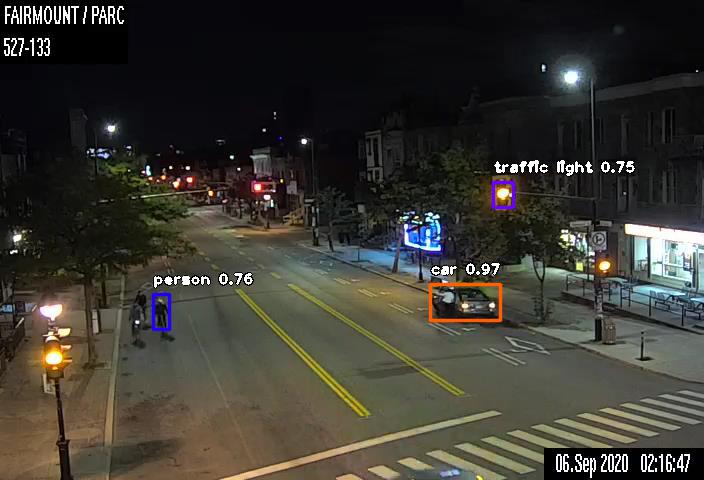 FAIRMOUNT / PARC
527-133
traffic light 0.75
car 0.97
person 0.76
06.Sep 2020 02:16:47